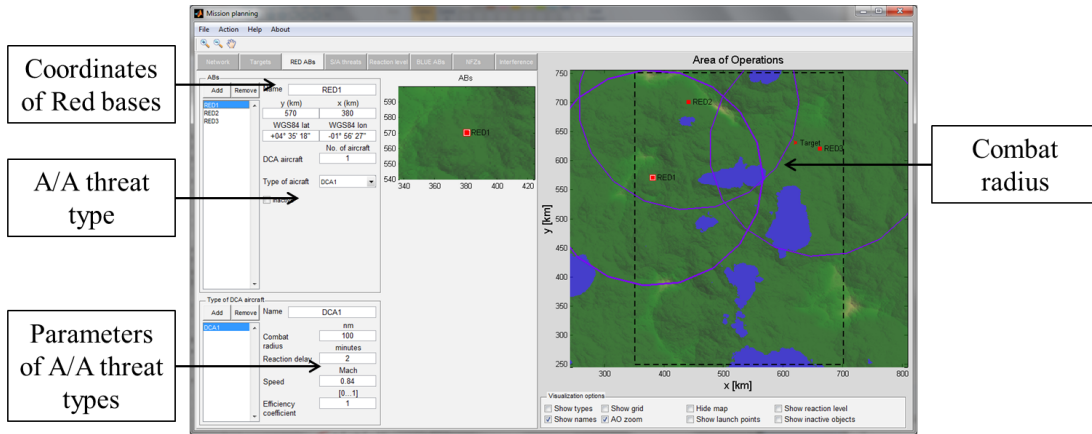 Mission planning
File Action Help About
Network Targets RED ABs S/A threats Reaction level BLUE ABs NFZs Interference
Coordinates
of Red bases
A/A threat
type
Parameters
of A/A threat
types
ABs
Add Remove
RED1
RED2
RED3
Name RED1
y (km) x (km)
570 380
WGS84 lat WGS84 lon
+04° 35' 18" -01° 56' 27"
No. of aircraft
DCA aircraft 1
Type of aicraft DCA1
Inactive
ABs
590
580
570
560
550
540
RED1
340 360 380 400 420
Type of DCA aircraft
Add Remove
DCA1
Name DCA1
nm
Combat
radius
100
minutes
Reaction delay 2
Mach
Speed 0.84
[0...1]
Efficiency
coefficient
1
Area of Operations
y [km]
750
700
650
600
550
500
450
400
350
300
250
RED2
Target
RED3
RED1
300 400 500 600 700 800
x [km]
Visualization options
Show types Show grid Hide map Show reaction level
Show names AO zoom Show launch points Show inactive objects
Combat
radius